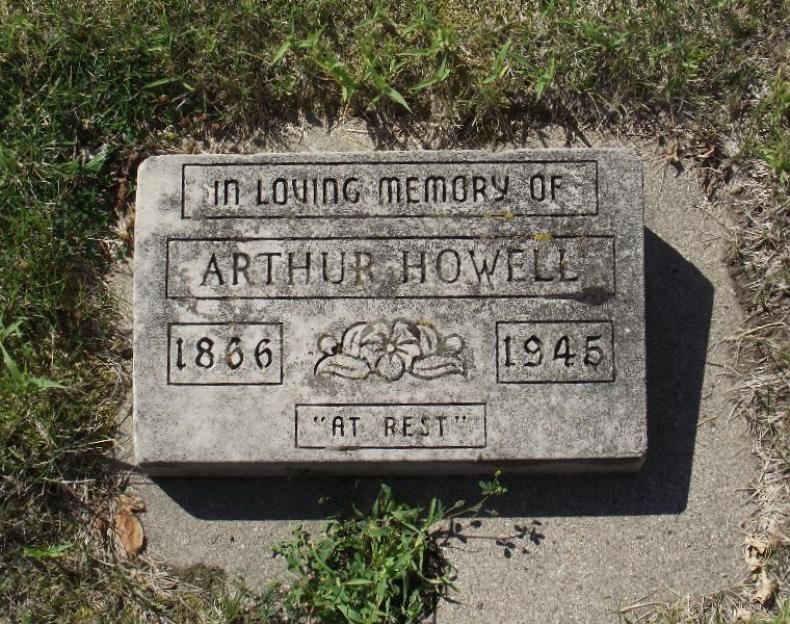 IN LOVING MEMORY OF
ARTHUR HOWELL
1866 1945
"AT REST"